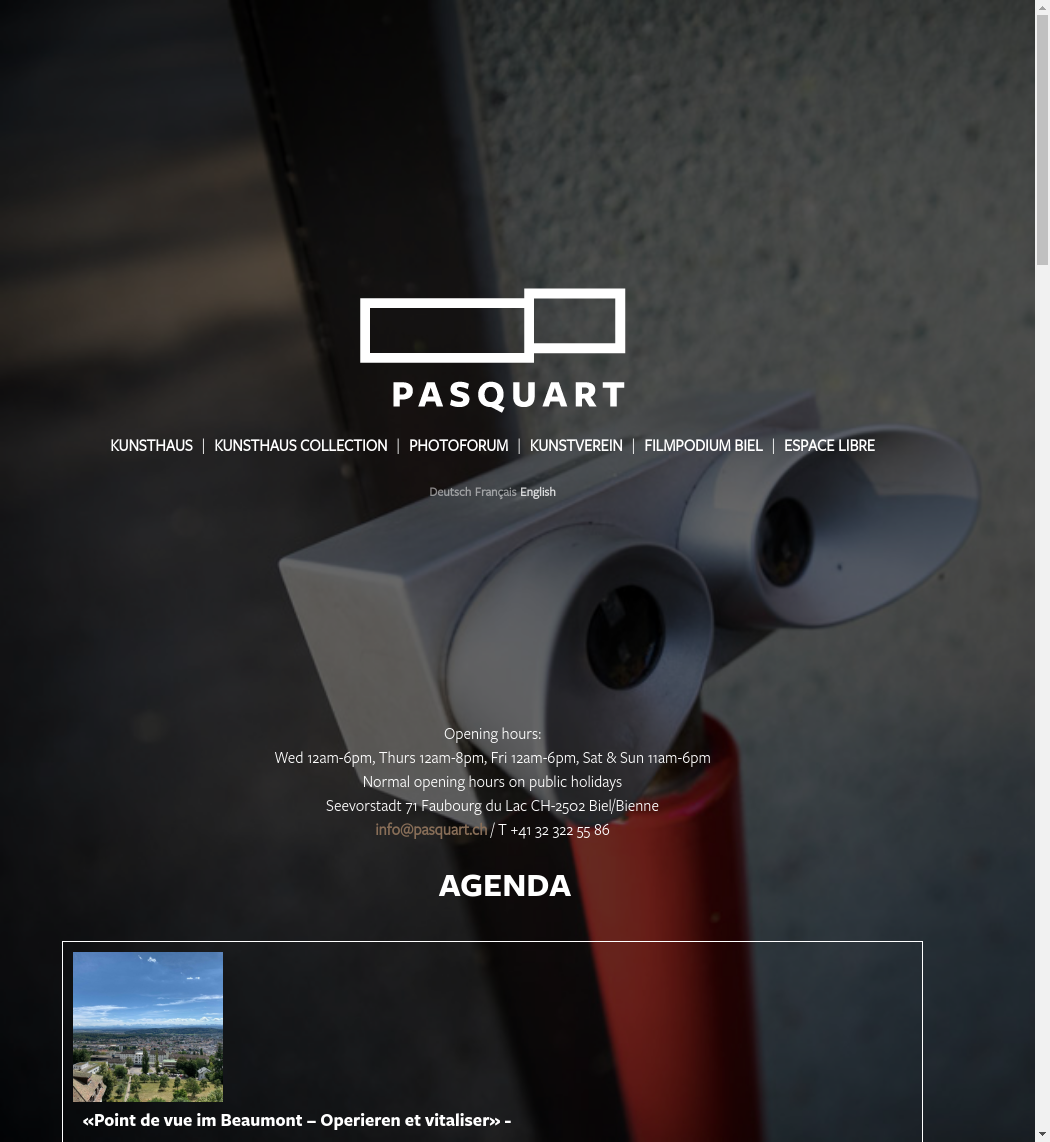 PASQUART
KUNSTHAUS | KUNSTHAUS COLLECTION | PHOTOFORUM | KUNSTVEREIN | FILMPODIUM BIEL | ESPACE LIBRE
Deutsch Français English
Opening hours:
Wed 12am-6pm, Thurs 12am-8pm, Fri 12am-6pm, Sat & Sun 11am-6pm
Normal opening hours on public holidays
Seevorstadt 71 Faubourg du Lac CH-2502 Biel/Bienne
info@pasquart.ch / T +41 32 322 55 86
AGENDA
«Point de vue im Beaumont – Operieren et vitaliser» -